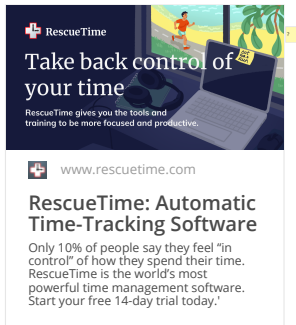 RescueTime
Take back control of
your time
RescueTime gives you the tools and
training to be more focused and productive.
www.rescuetime.com
RescueTime: Automatic
Time-Tracking Software
Only 10% of people say they feel “in
control” of how they spend their time.
RescueTime is the world’s most
powerful time management software.
Start your free 14-day trial today.'